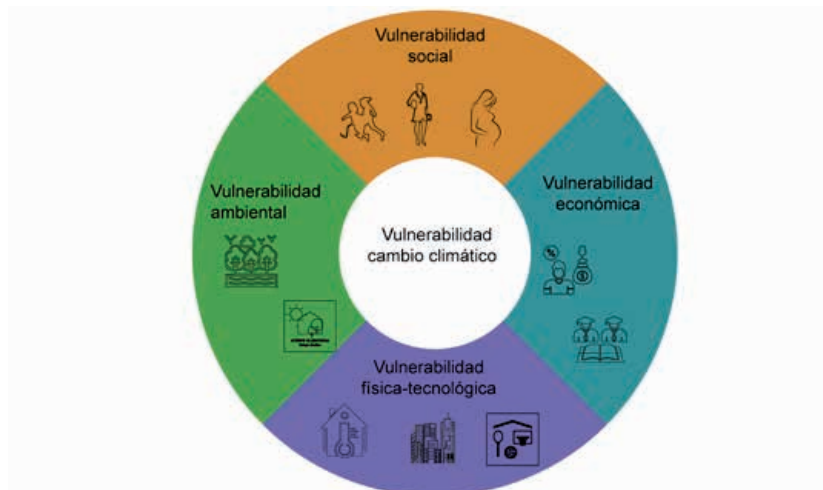 Vulnerabilidad
social
Vulnerabilidad
ambiental
Vulnerabilidad
económica
Vulnerabilidad
cambio climático
Vulnerabilidad
física-tecnológica
%
$